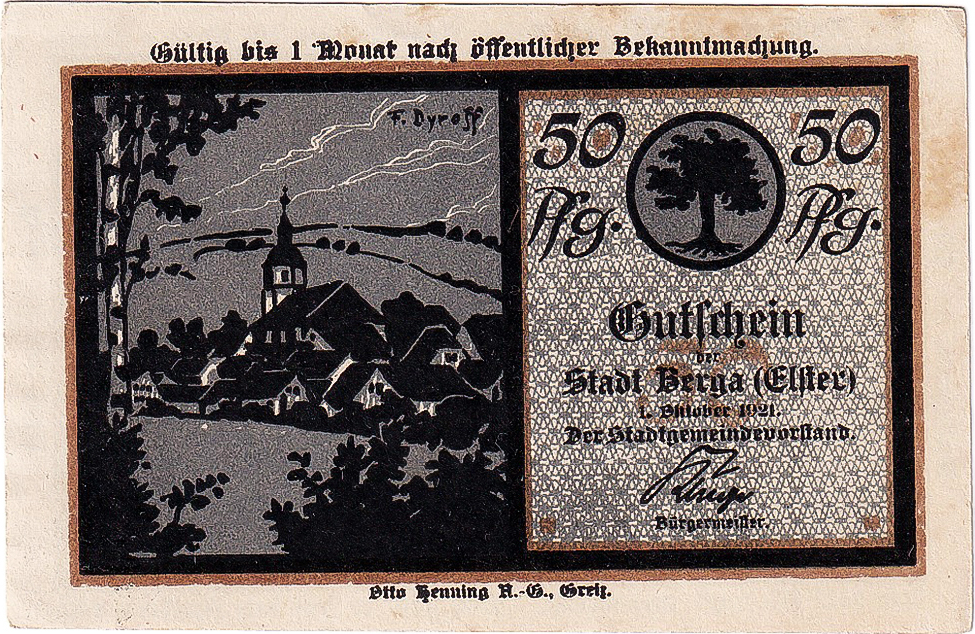 Gültig bis 1 Monat nach öffentlicher Bekanntmachung.
F. Dyroff
50 50
Pfg. Pfg.
Gutschein
der
Stadt Berga (Elster)
1. Oktober 1921.
Der Stadtgemeindevorstand.
Bürgermeister.
Otto Henning A.-G., Greiz.